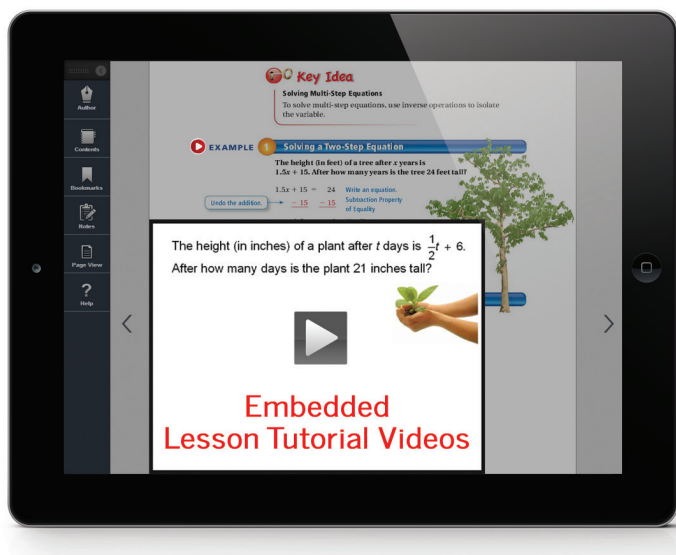 Key Idea
Solving Multi-Step Equations
To solve multi-step equations, use inverse operations to isolate
the variable.
EXAMPLE 1 Solving a Two-Step Equation
The height (in feet) of a tree after x years is
1.5x + 15. After how many years is the tree 24 feet tall?
1.5x + 15 = 24 Write an equation.
Undo the addition. − 15 − 15 Subtraction Property
of Equality
Author
Contents
Bookmarks
Notes
Page View
? 
Help
The height (in inches) of a plant after t days is 1/2 t + 6.
After how many days is the plant 21 inches tall?
Embedded
Lesson Tutorial Videos